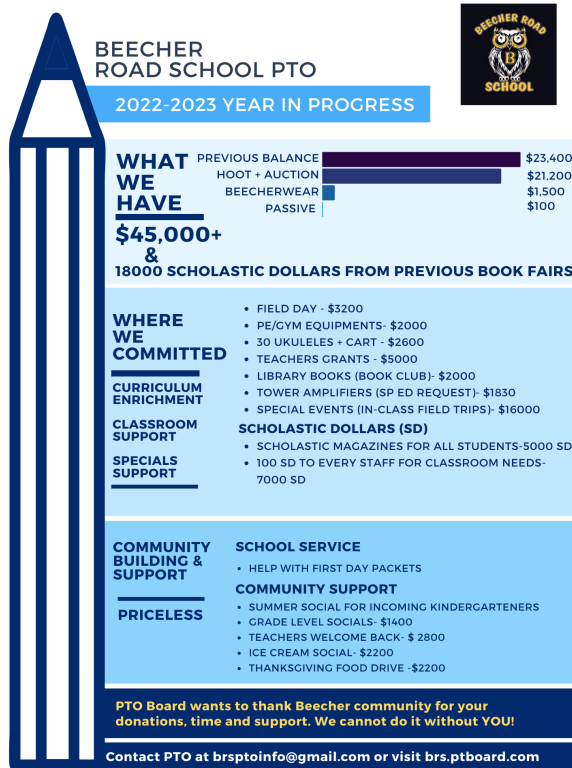 BEECHER
ROAD SCHOOL PTO
BEECHER ROAD
B
SCHOOL
2022-2023 YEAR IN PROGRESS
WHAT
WE
HAVE
$45,000+
&
PREVIOUS BALANCE $23,400
HOOT + AUCTION $21,200
BEECHERWEAR $1,500
PASSIVE $100
18000 SCHOLASTIC DOLLARS FROM PREVIOUS BOOK FAIRS
WHERE
WE
COMMITTED
CURRICULUM
ENRICHMENT
CLASSROOM
SUPPORT
SPECIALS
SUPPORT
• FIELD DAY - $3200
• PE/GYM EQUIPMENTS- $2000
• 30 UKULELES + CART - $2600
• TEACHERS GRANTS - $5000
• LIBRARY BOOKS (BOOK CLUB)- $2000
• TOWER AMPLIFIERS (SP ED REQUEST)- $1830
• SPECIAL EVENTS (IN-CLASS FIELD TRIPS)- $16000
SCHOLASTIC DOLLARS (SD)
• SCHOLASTIC MAGAZINES FOR ALL STUDENTS-5000 SD
• 100 SD TO EVERY STAFF FOR CLASSROOM NEEDS-
7000 SD
COMMUNITY
BUILDING &
SUPPORT
PRICELESS
SCHOOL SERVICE
• HELP WITH FIRST DAY PACKETS
COMMUNITY SUPPORT
• SUMMER SOCIAL FOR INCOMING KINDERGARTENERS
• GRADE LEVEL SOCIALS- $1400
• TEACHERS WELCOME BACK- $ 2800
• ICE CREAM SOCIAL- $2200
• THANKSGIVING FOOD DRIVE -$2200
PTO Board wants to thank Beecher community for your
donations, time and support. We cannot do it without YOU!
Contact PTO at brsptoinfo@gmail.com or visit brs.ptboard.com